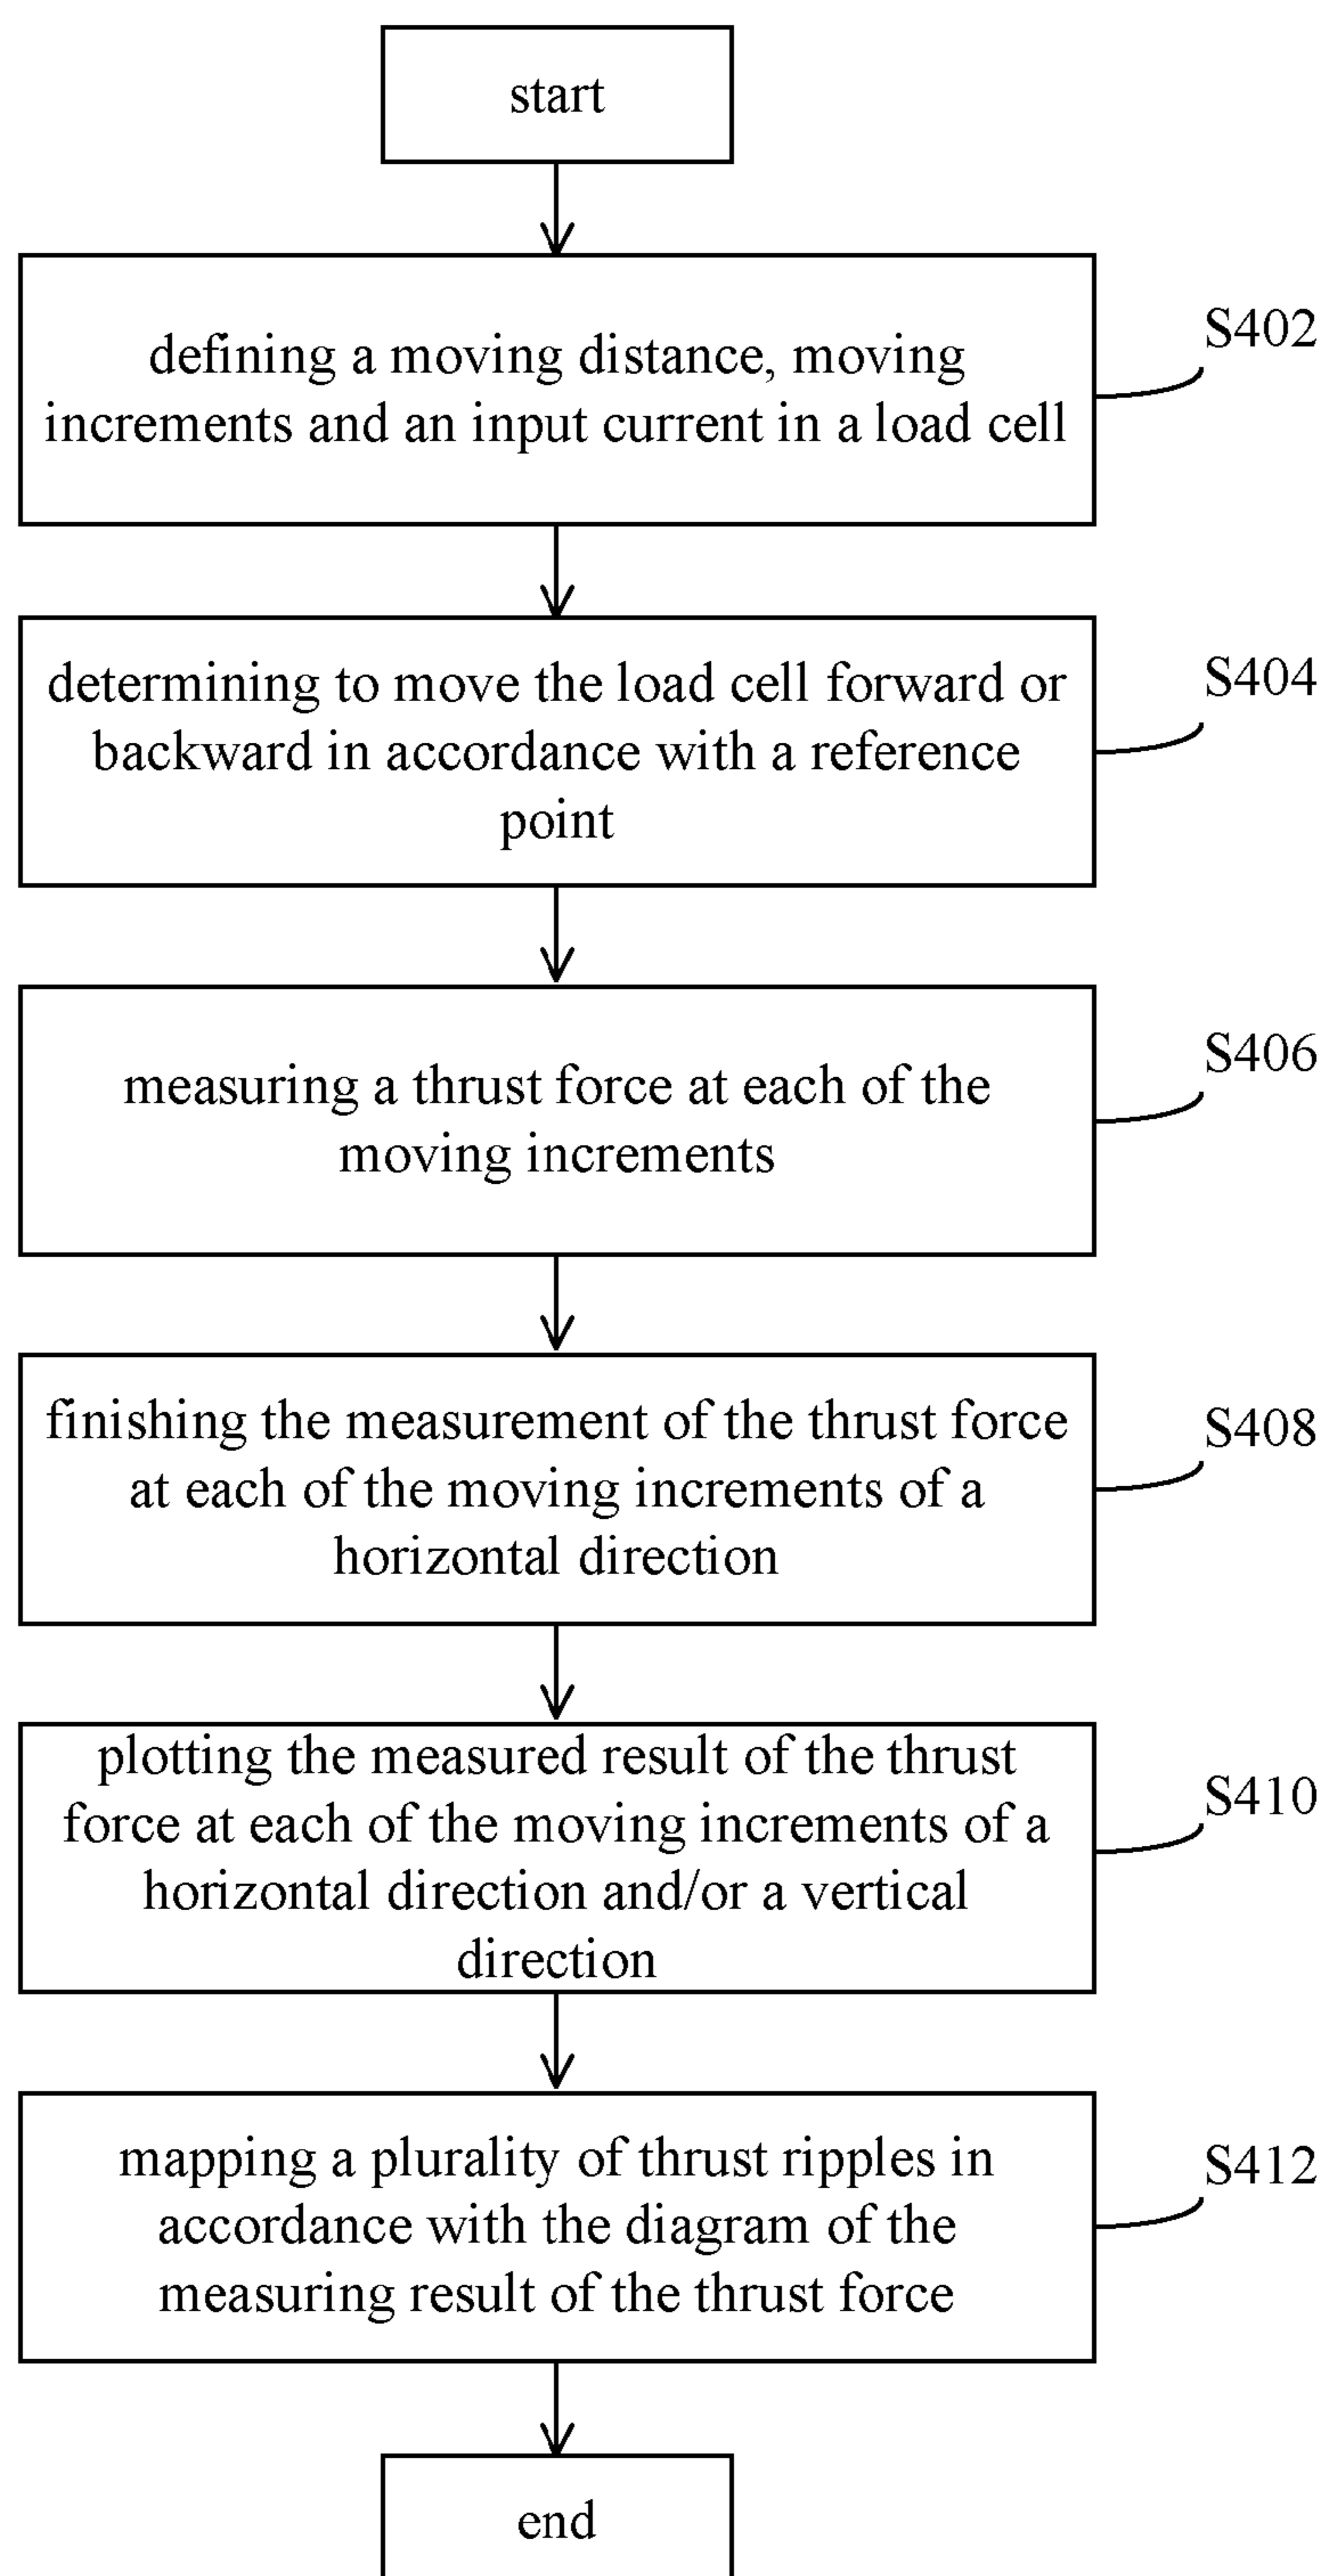 start
defining a moving distance, moving
increments and an input current in a load cell
S402
determining to move the load cell forward or
backward in accordance with a reference
point
S404
measuring a thrust force at each of the
moving increments
S406
finishing the measurement of the thrust force
at each of the moving increments of a
horizontal direction
S408
plotting the measured result of the thrust
force at each of the moving increments of a
horizontal direction and/or a vertical
direction
S410
mapping a plurality of thrust ripples in
accordance with the diagram of the
measuring result of the thrust force
S412
end